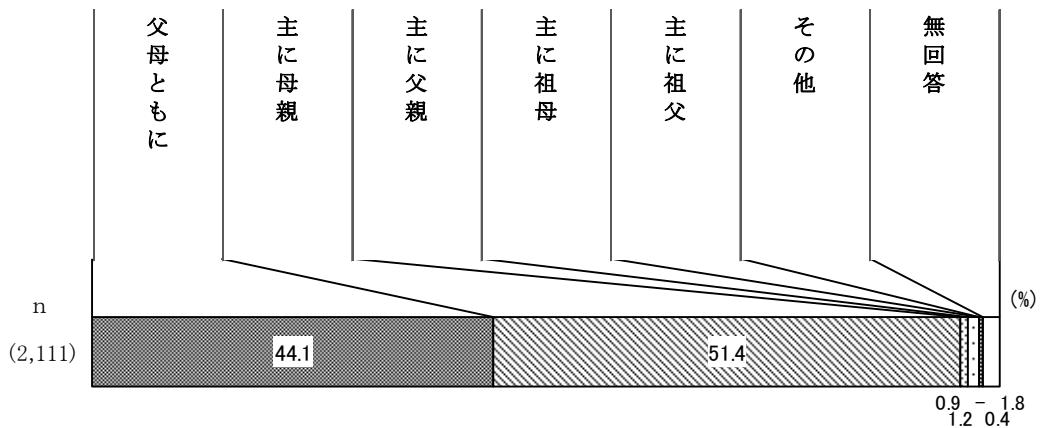 父母ともに
主に母親
主に父親
主に祖母
主に祖父
その他
無回答
(%)
n
(2,111)
44.1
51.4
0.9 － 1.8
1.2 0.4